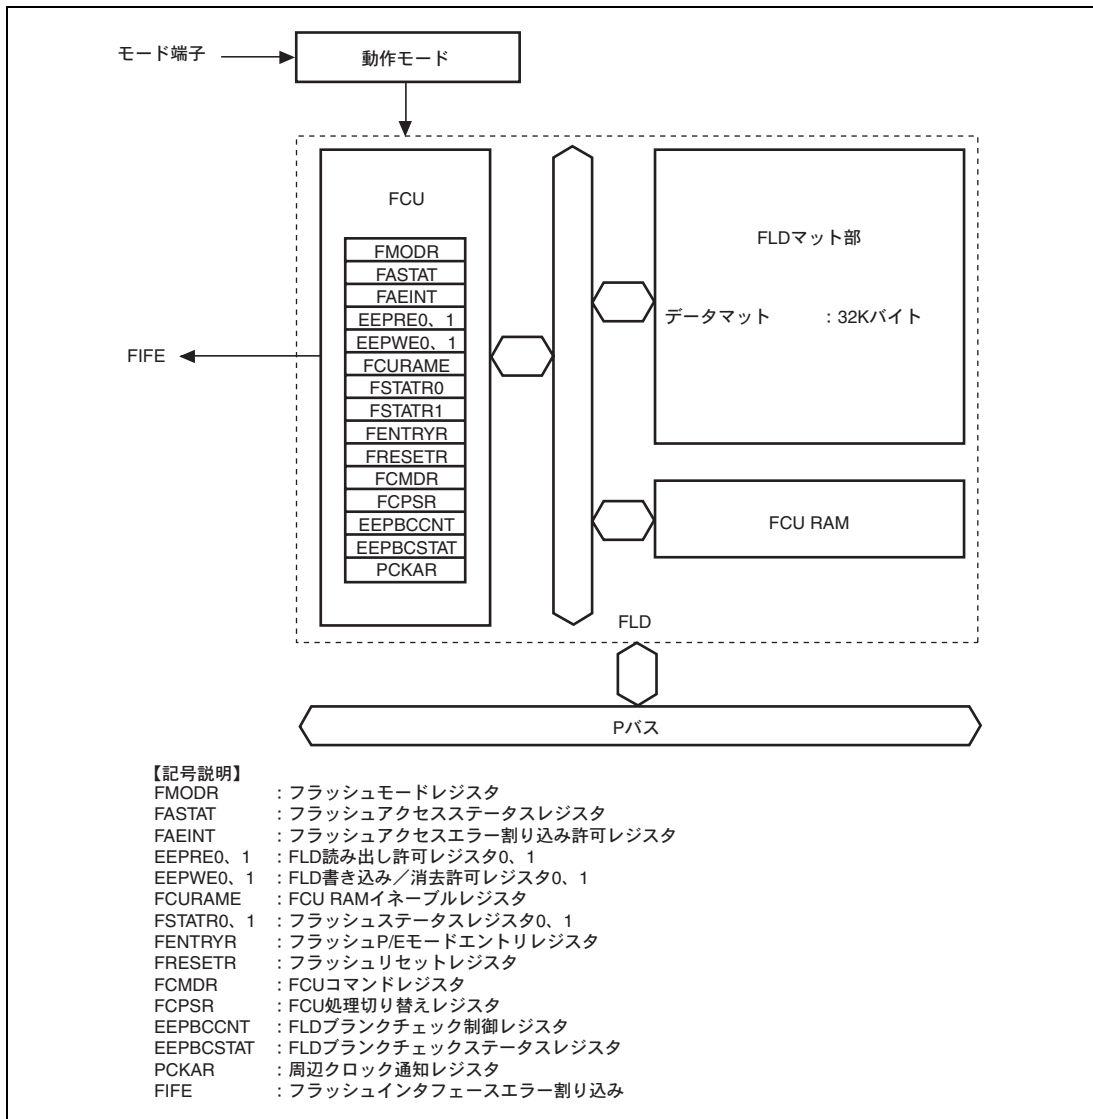 モード端子
動作モード
FCU
FMODR
FASTAT
FAEINT
EEPRE0、1
EEPWE0、1
FCURAME
FSTATR0
FSTATR1
FENTRYR
FRESETR
FCMDR
FCPSR
EEPBCCNT
EEPBCSTAT
PCKAR
FIFE
FLDマット部
データマット　：32Kバイト
FCU RAM
FLD
Pバス
【記号説明】
FMODR　：フラッシュモードレジスタ
FASTAT　：フラッシュアクセスステータスレジスタ
FAEINT　：フラッシュアクセスエラー割り込み許可レジスタ
EEPRE0、1　：FLD読み出し許可レジスタ0、1
EEPWE0、1　：FLD書き込み／消去許可レジスタ0、1
FCURAME　：FCU RAMイネーブルレジスタ
FSTATR0、1　：フラッシュステータスレジスタ0、1
FENTRYR　：フラッシュP/Eモードエントリレジスタ
FRESETR　：フラッシュリセットレジスタ
FCMDR　：FCUコマンドレジスタ
FCPSR　：FCU処理切り替えレジスタ
EEPBCCNT　：FLDブランクチェック制御レジスタ
EEPBCSTAT　：FLDブランクチェックステータスレジスタ
PCKAR　：周辺クロック通知レジスタ
FIFE　：フラッシュインタフェースエラー割り込み